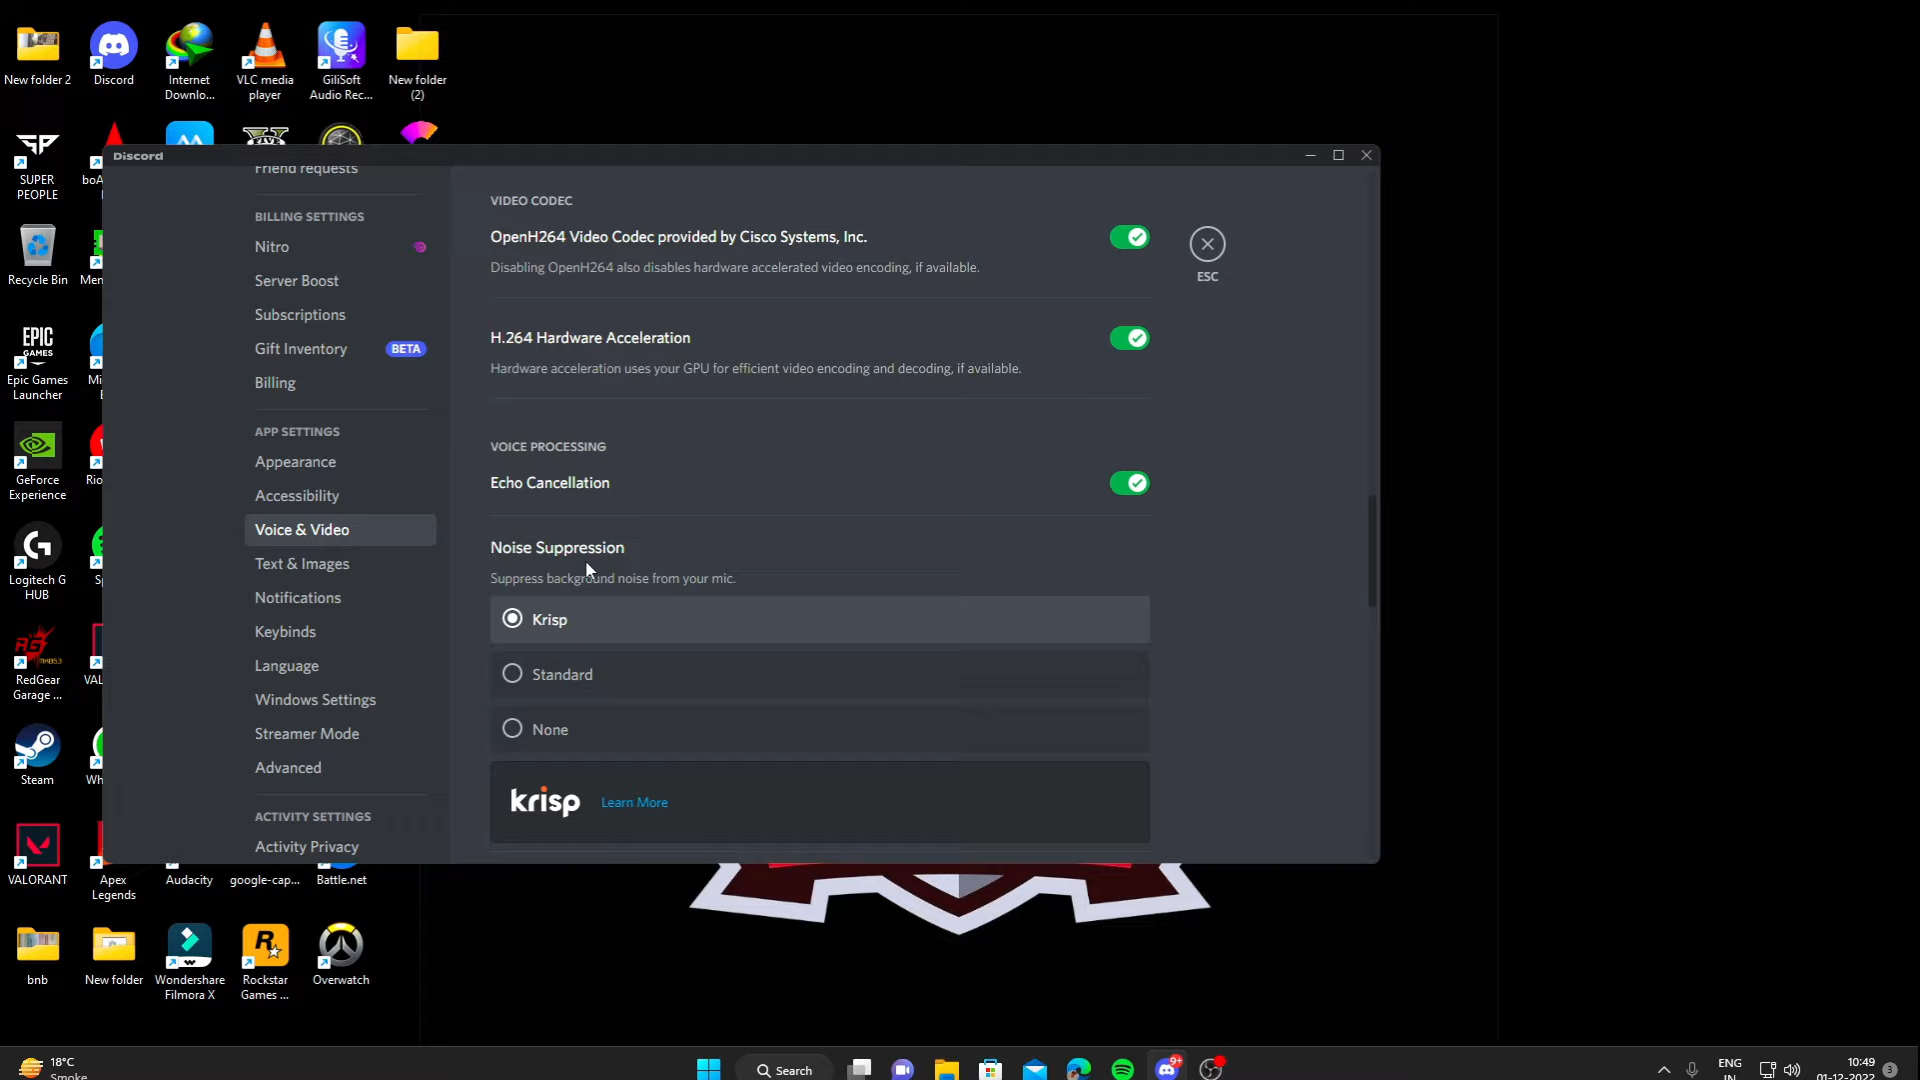 New folder 2
Discord
Internet
Downlo...
VLC media
player
GiliSoft
Audio Rec...
New folder
(2)
SUPER
PEOPLE
Recycle Bin
EPIC
GAMES
Epic Games
Launcher
GeForce
Experience
Logitech G
HUB
RedGear
Garage ...
Steam
VALORANT
Apex
Legends
Audacity
google-cap...
Battle.net
bnb
New folder
Wondershare
Filmora X
Rockstar
Games ...
Overwatch
Discord
Friend requests
BILLING SETTINGS
Nitro
Server Boost
Subscriptions
Gift Inventory BETA
Billing
APP SETTINGS
Appearance
Accessibility
Voice & Video
Text & Images
Notifications
Keybinds
Language
Windows Settings
Streamer Mode
Advanced
ACTIVITY SETTINGS
Activity Privacy
VIDEO CODEC
OpenH264 Video Codec provided by Cisco Systems, Inc.
Disabling OpenH264 also disables hardware accelerated video encoding, if available.
ESC
H.264 Hardware Acceleration
Hardware acceleration uses your GPU for efficient video encoding and decoding, if available.
VOICE PROCESSING
Echo Cancellation
Noise Suppression
Suppress background noise from your mic.
Krisp
Standard
None
krisp Learn More
18°C
Smoke
Search
9+
ENG
IN
10:49
01-12-2022
3